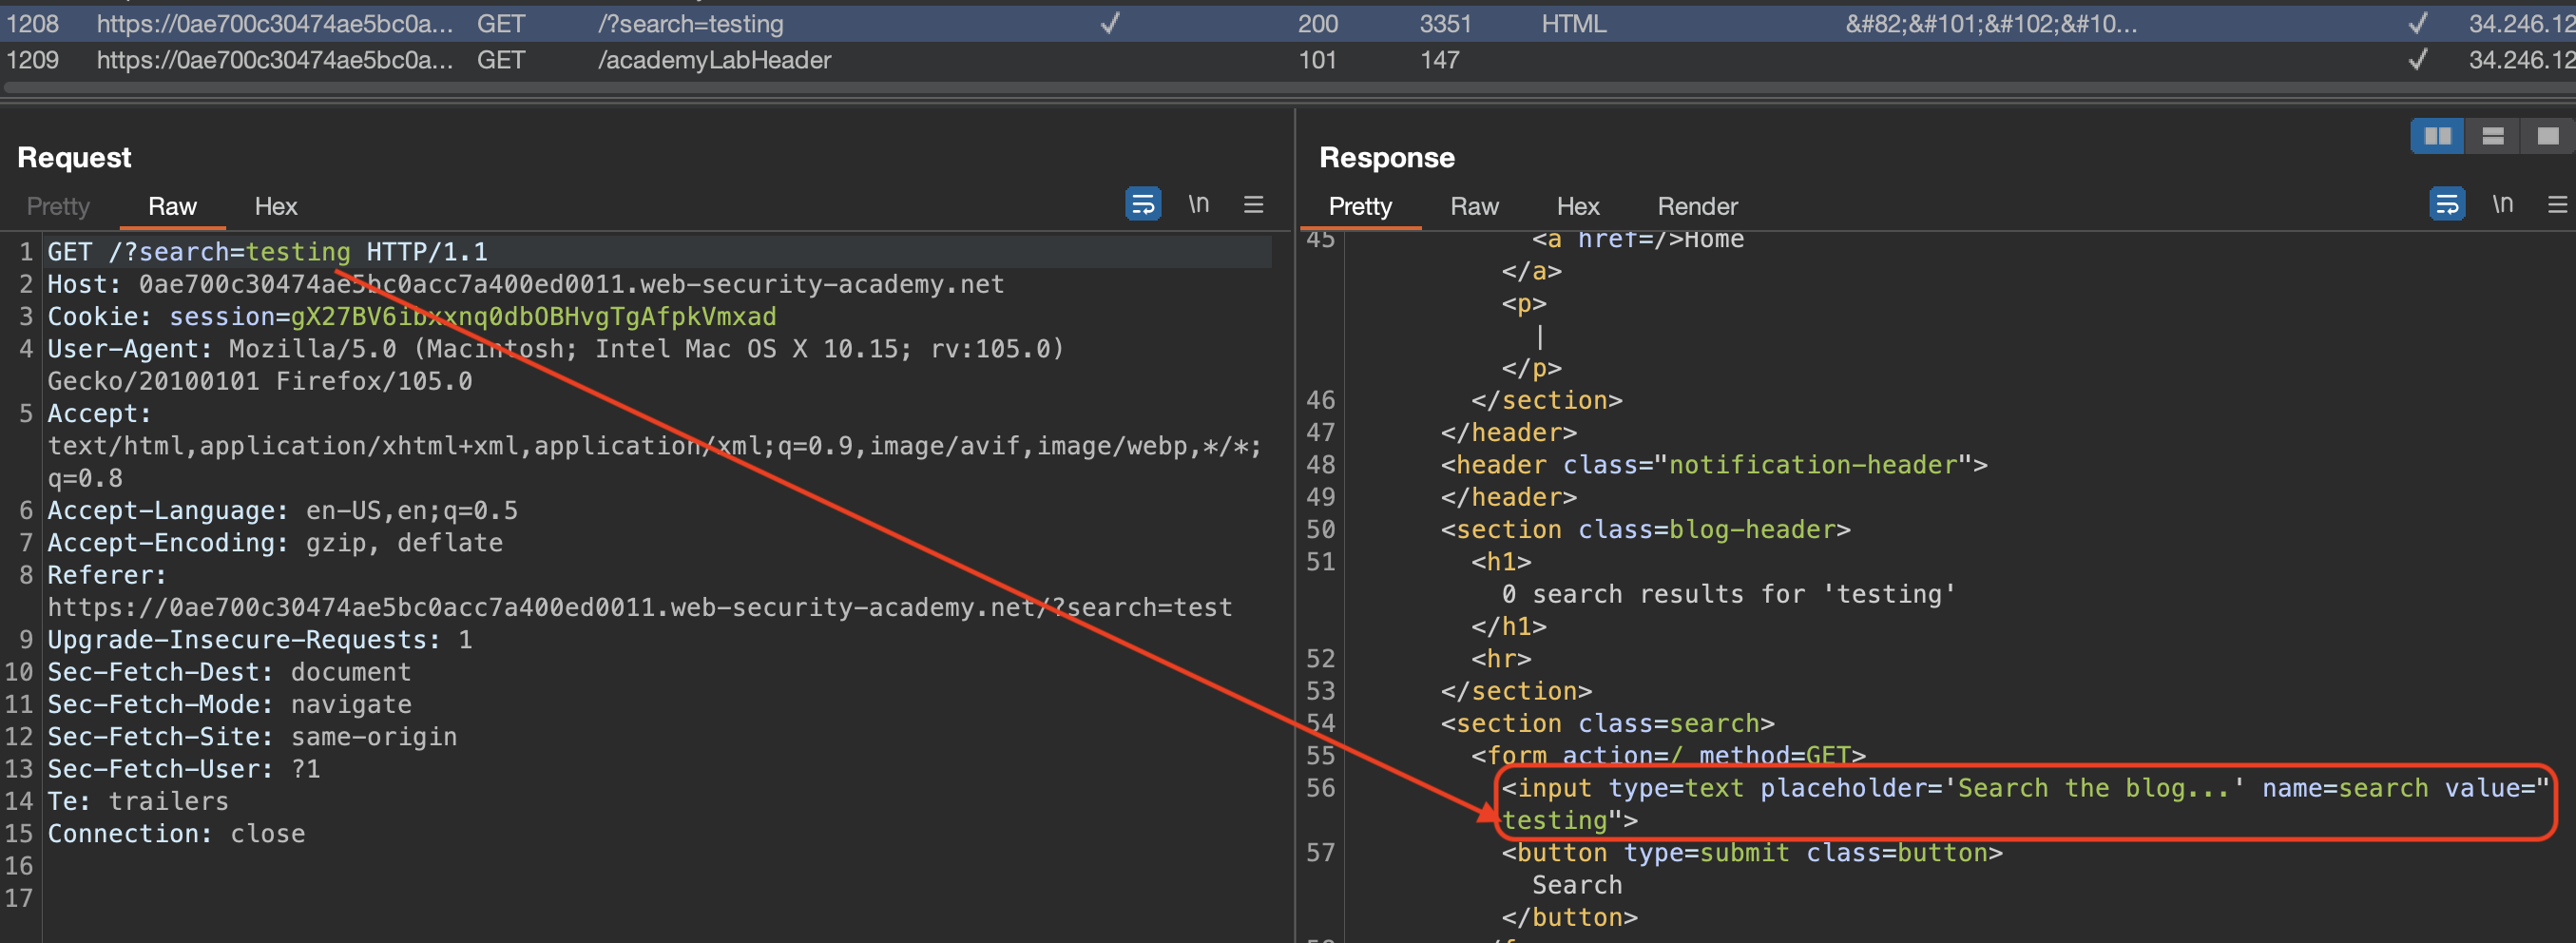 1208 https://0ae700c30474ae5bc0a... GET /?search=testing ✓ 200 3351 HTML &#82;&#101;&#102;&#10... ✓ 34.246.12
1209 https://0ae700c30474ae5bc0a... GET /academyLabHeader 101 147 ✓ 34.246.12
Request
Pretty Raw Hex \n
1 GET /?search=testing HTTP/1.1
2 Host: 0ae700c30474ae5bc0acc7a400ed0011.web-security-academy.net
3 Cookie: session=gX27BV6ibxxnq0dbOBHvgTgAfpkVmxad
4 User-Agent: Mozilla/5.0 (Macintosh; Intel Mac OS X 10.15; rv:105.0)
Gecko/20100101 Firefox/105.0
5 Accept:
text/html,application/xhtml+xml,application/xml;q=0.9,image/avif,image/webp,*/*;
q=0.8
6 Accept-Language: en-US,en;q=0.5
7 Accept-Encoding: gzip, deflate
8 Referer:
https://0ae700c30474ae5bc0acc7a400ed0011.web-security-academy.net/?search=test
9 Upgrade-Insecure-Requests: 1
10 Sec-Fetch-Dest: document
11 Sec-Fetch-Mode: navigate
12 Sec-Fetch-Site: same-origin
13 Sec-Fetch-User: ?1
14 Te: trailers
15 Connection: close
16
17
Response
Pretty Raw Hex Render \n
45 <a href=/>Home
</a>
<p>
|
</p>
46 </section>
47 </header>
48 <header class="notification-header">
49 </header>
50 <section class=blog-header>
51 <h1>
0 search results for 'testing'
</h1>
52 <hr>
53 </section>
54 <section class=search>
55 <form action=/ method=GET>
56 <input type=text placeholder='Search the blog...' name=search value="
testing">
57 <button type=submit class=button>
Search
</button>